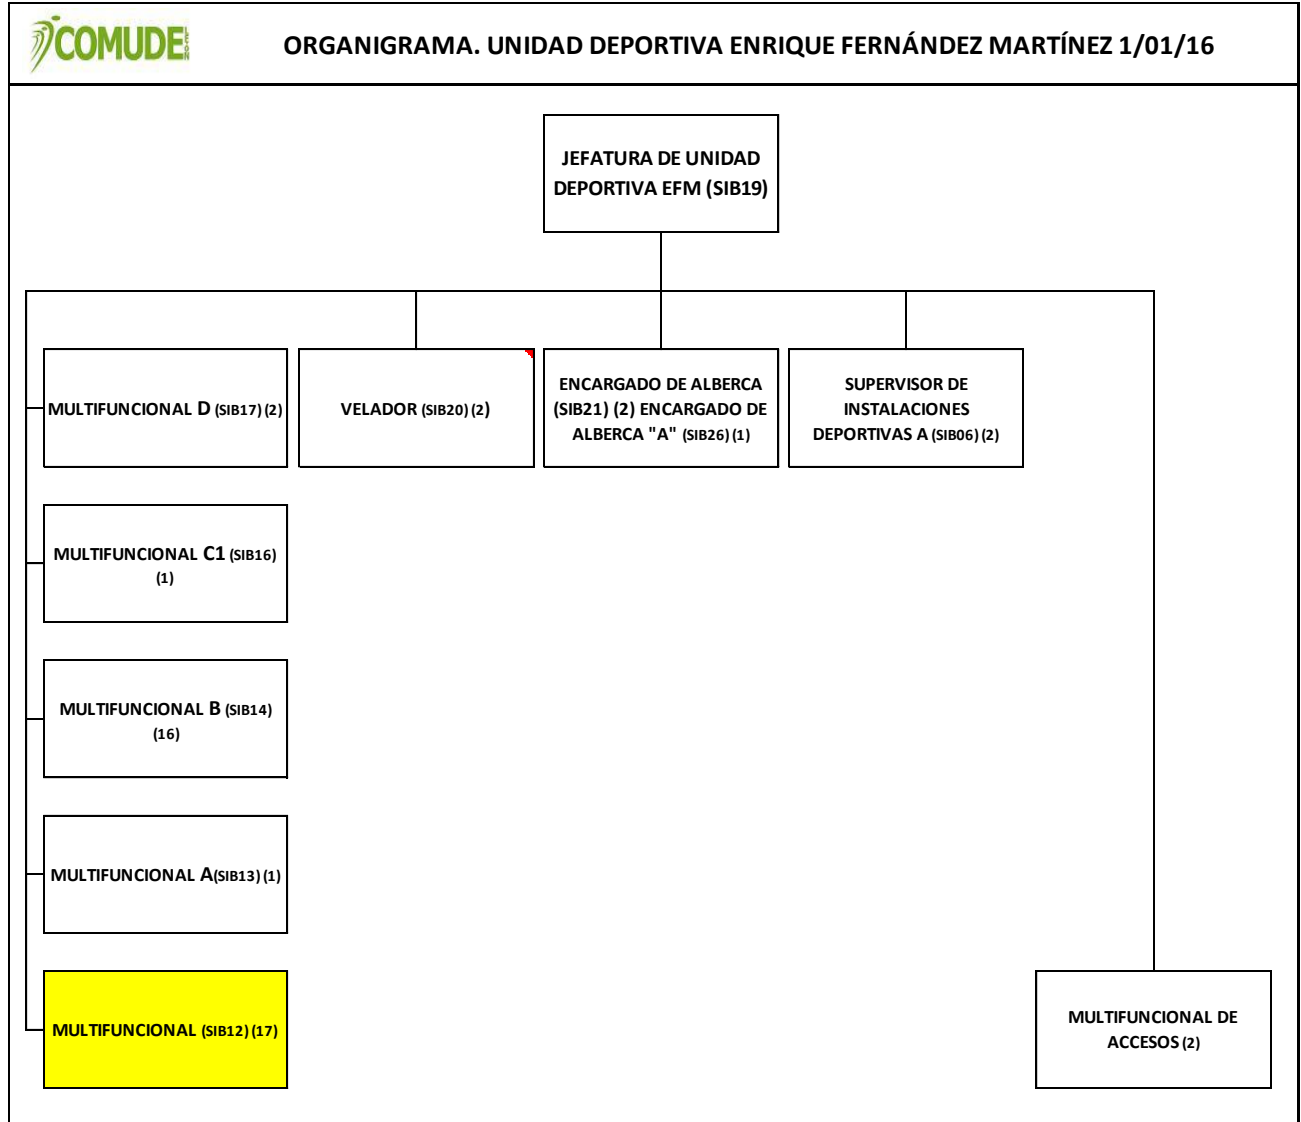 COMUDE
ORGANIGRAMA. UNIDAD DEPORTIVA ENRIQUE FERNÁNDEZ MARTÍNEZ 1/01/16
JEFATURA DE UNIDAD
DEPORTIVA EFM (SIB19)
MULTIFUNCIONAL D (SIB17) (2)
VELADOR (SIB20) (2)
ENCARGADO DE ALBERCA
(SIB21) (2) ENCARGADO DE
ALBERCA "A" (SIB26) (1)
SUPERVISOR DE
INSTALACIONES
DEPORTIVAS A (SIB06) (2)
MULTIFUNCIONAL C1 (SIB16)
(1)
MULTIFUNCIONAL B (SIB14)
(16)
MULTIFUNCIONAL A(SIB13) (1)
MULTIFUNCIONAL (SIB12) (17)
MULTIFUNCIONAL DE
ACCESOS (2)